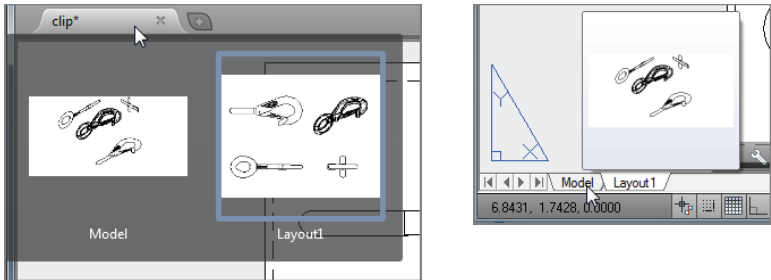 clip*
Model
Layout1
Y
X
Model Layout1
6.8431, 1.7428, 0.0000